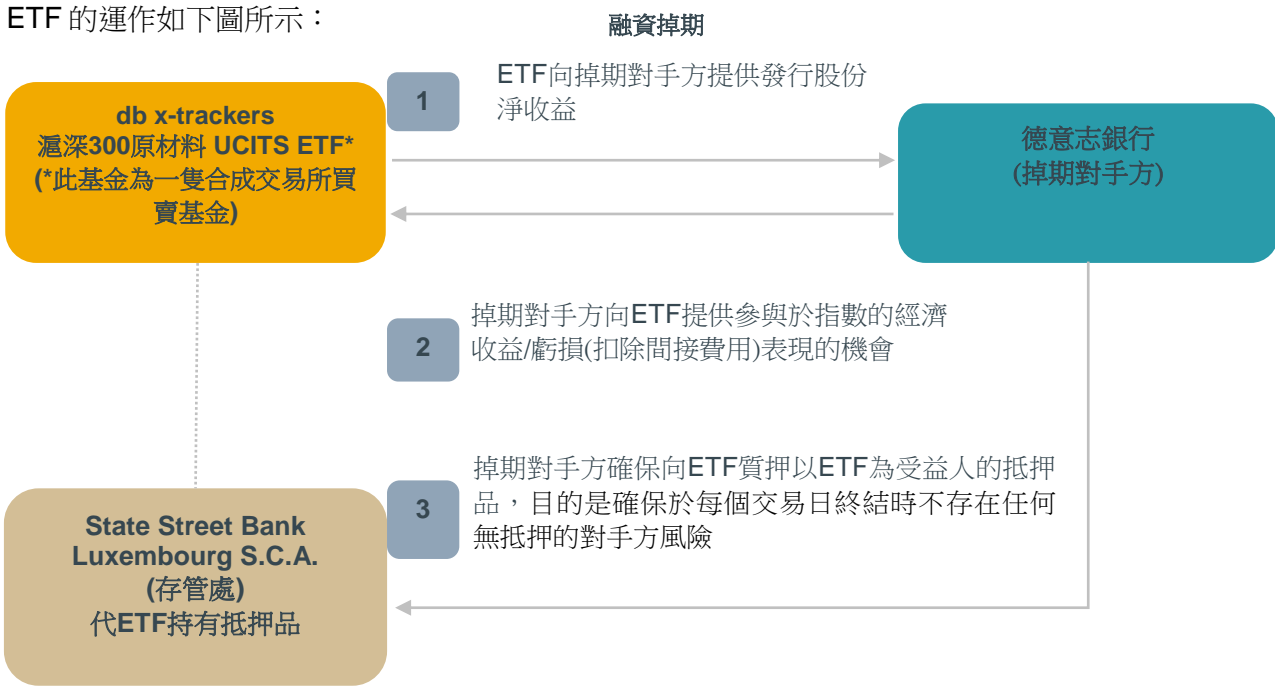 ETF 的運作如下圖所示：
融資掉期
ETF向掉期對手方提供發行股份
淨收益
1
db x-trackers
滬深300原材料 UCITS ETF*
(*此基金為一隻合成交易所買
賣基金)
德意志銀行
(掉期對手方)
掉期對手方向ETF提供參與於指數的經濟
收益/虧損(扣除間接費用)表現的機會
2
掉期對手方確保向ETF質押以ETF為受益人的抵押
品，目的是確保於每個交易日終結時不存在任何
無抵押的對手方風險
3
State Street Bank
Luxembourg S.C.A.
(存管處)
代ETF持有抵押品